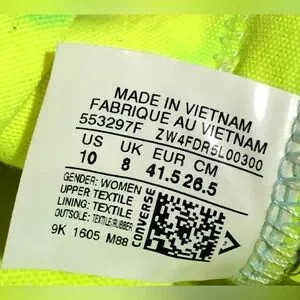 MADE IN VIETNAM
FABRIQUE AU VIETNAM
553297F ZW4FDR5L00300
US UK EUR CM
10 8 41.5 26.5
GENDER: WOMEN
UPPER TEXTILE
LINING: TEXTILE
OUTSOLE: TEXTILE/RUBBER
CONVERSE
9K 1605 M88